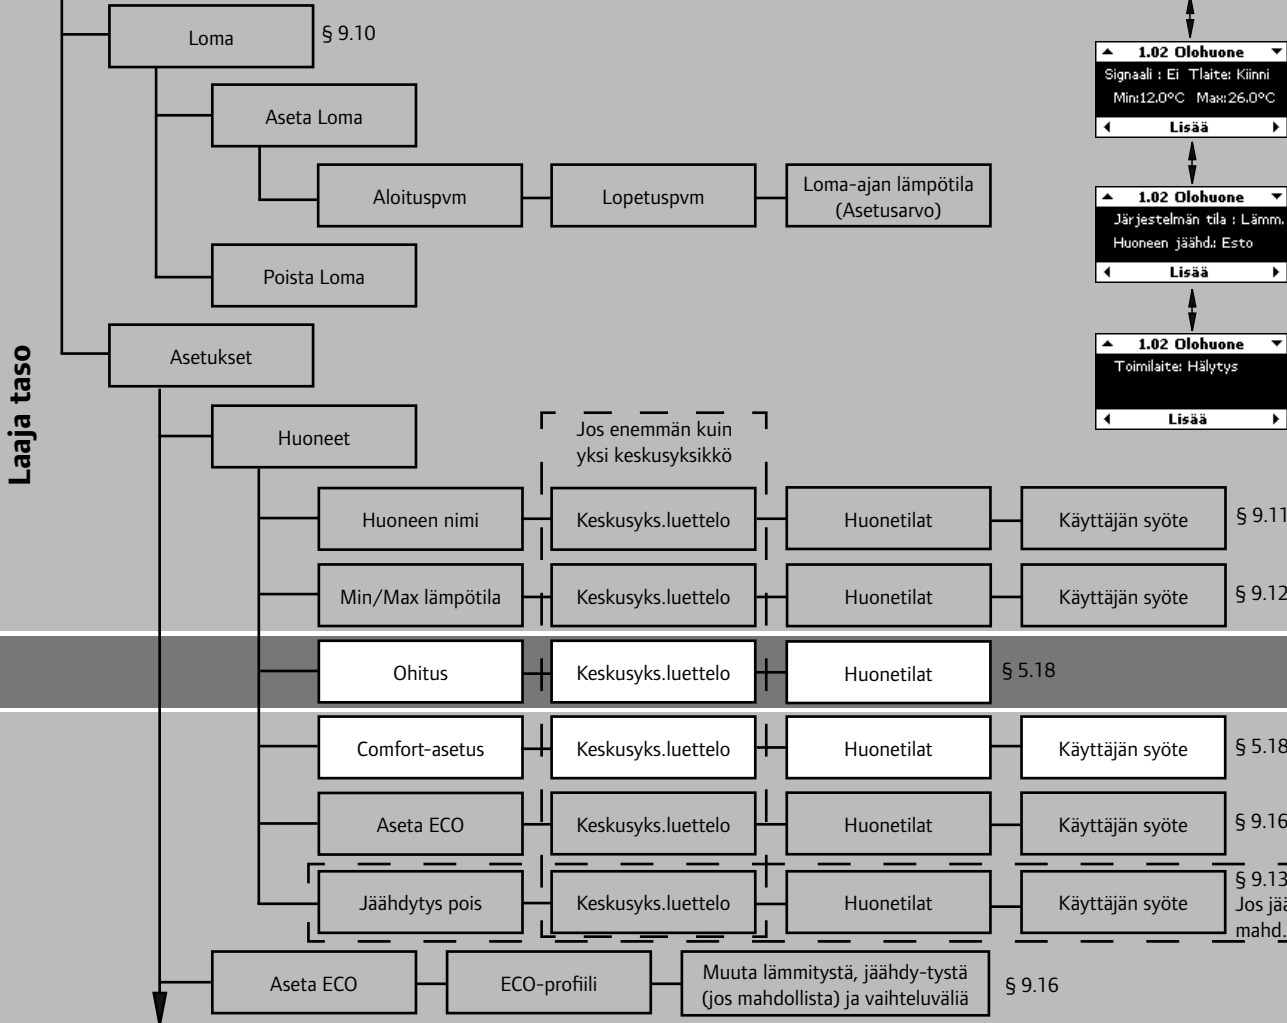 Loma
§ 9.10
Aseta Loma
Aloituspvm
Lopetuspvm
Loma-ajan lämpötila
(Asetusarvo)
Poista Loma
1.02 Olohuone
Signaali : Ei Tlaite: Kiinni
Min:12.0°C Max:26.0°C
Lisää
1.02 Olohuone
Järjestelmän tila : Lämm.
Huoneen jäähd.: Esto
Lisää
1.02 Olohuone
Toimilaite: Hälytys
Lisää
Laaja taso
Asetukset
Huoneet
Jos enemmän kuin
yksi keskusyksikkö
Huoneen nimi
Keskusyks.luettelo
Huonetilat
Käyttäjän syöte
§ 9.11
Min/Max lämpötila
Keskusyks.luettelo
Huonetilat
Käyttäjän syöte
§ 9.12
Ohitus
Keskusyks.luettelo
Huonetilat
§ 5.18
Comfort-asetus
Keskusyks.luettelo
Huonetilat
Käyttäjän syöte
§ 5.18
Aseta ECO
Keskusyks.luettelo
Huonetilat
Käyttäjän syöte
§ 9.16
Jäähdytys pois
Keskusyks.luettelo
Huonetilat
Käyttäjän syöte
§ 9.13
Jos jää
mahd.
Aseta ECO
ECO-profiili
Muuta lämmitystä, jäähdy-tystä
(jos mahdollista) ja vaihteluväliä
§ 9.16